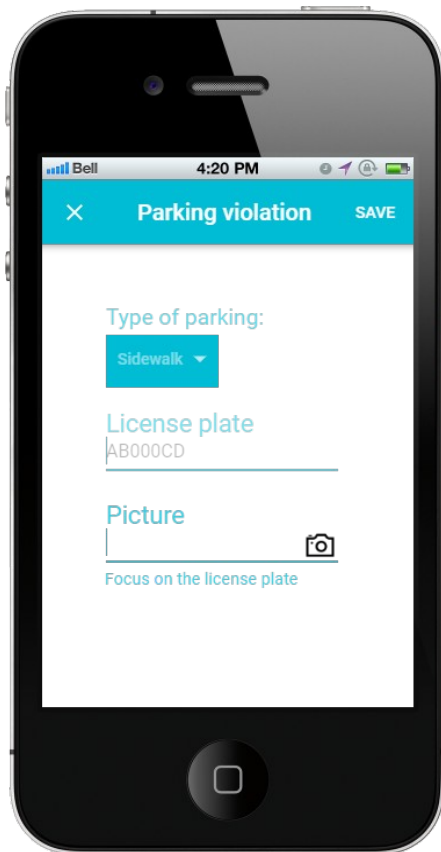 Bell 4:20 PM
Parking violation SAVE
Type of parking:
Sidewalk
License plate
AB000CD
Picture
Focus on the license plate